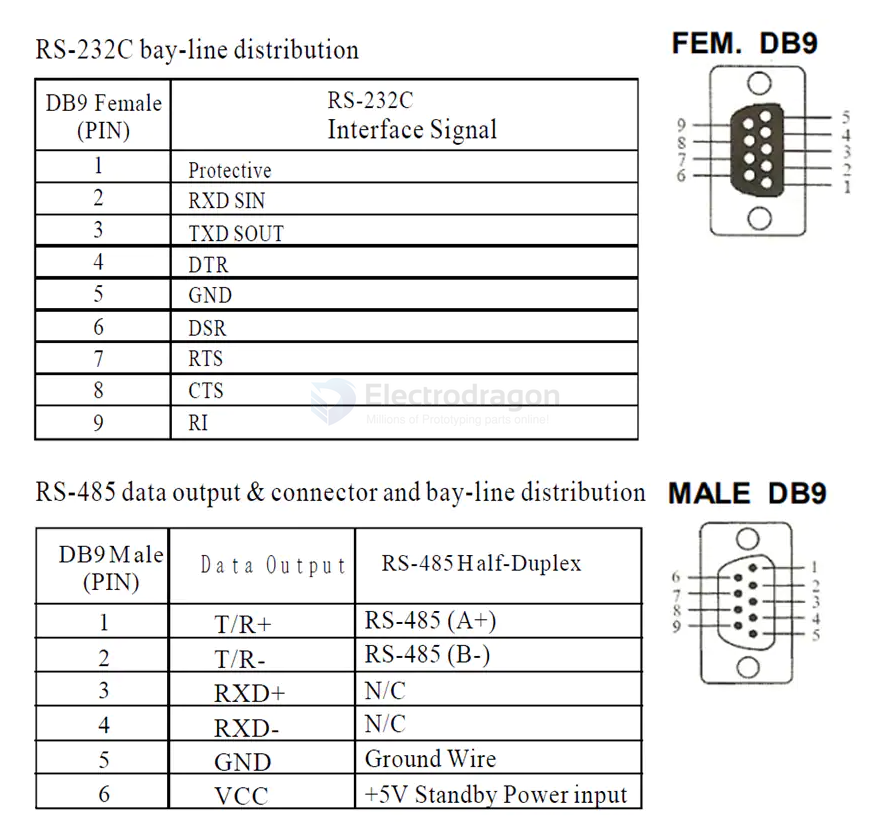 RS-232C bay-line distribution
FEM. DB9
DB9 Female
(PIN)
RS-232C
Interface Signal
1 Protective
2 RXD SIN
3 TXD SOUT
4 DTR
5 GND
6 DSR
7 RTS
8 CTS
9 RI
9
8
7
6
5
4
3
2
1
Electrodragon
Millions of Prototyping parts online!
RS-485 data output & connector and bay-line distribution
MALE DB9
DB9 Male
(PIN)
Data Output
RS-485 Half-Duplex
1 T/R+ RS-485 (A+)
2 T/R- RS-485 (B-)
3 RXD+ N/C
4 RXD- N/C
5 GND Ground Wire
6 VCC +5V Standby Power input
6
7
8
9
1
2
3
4
5